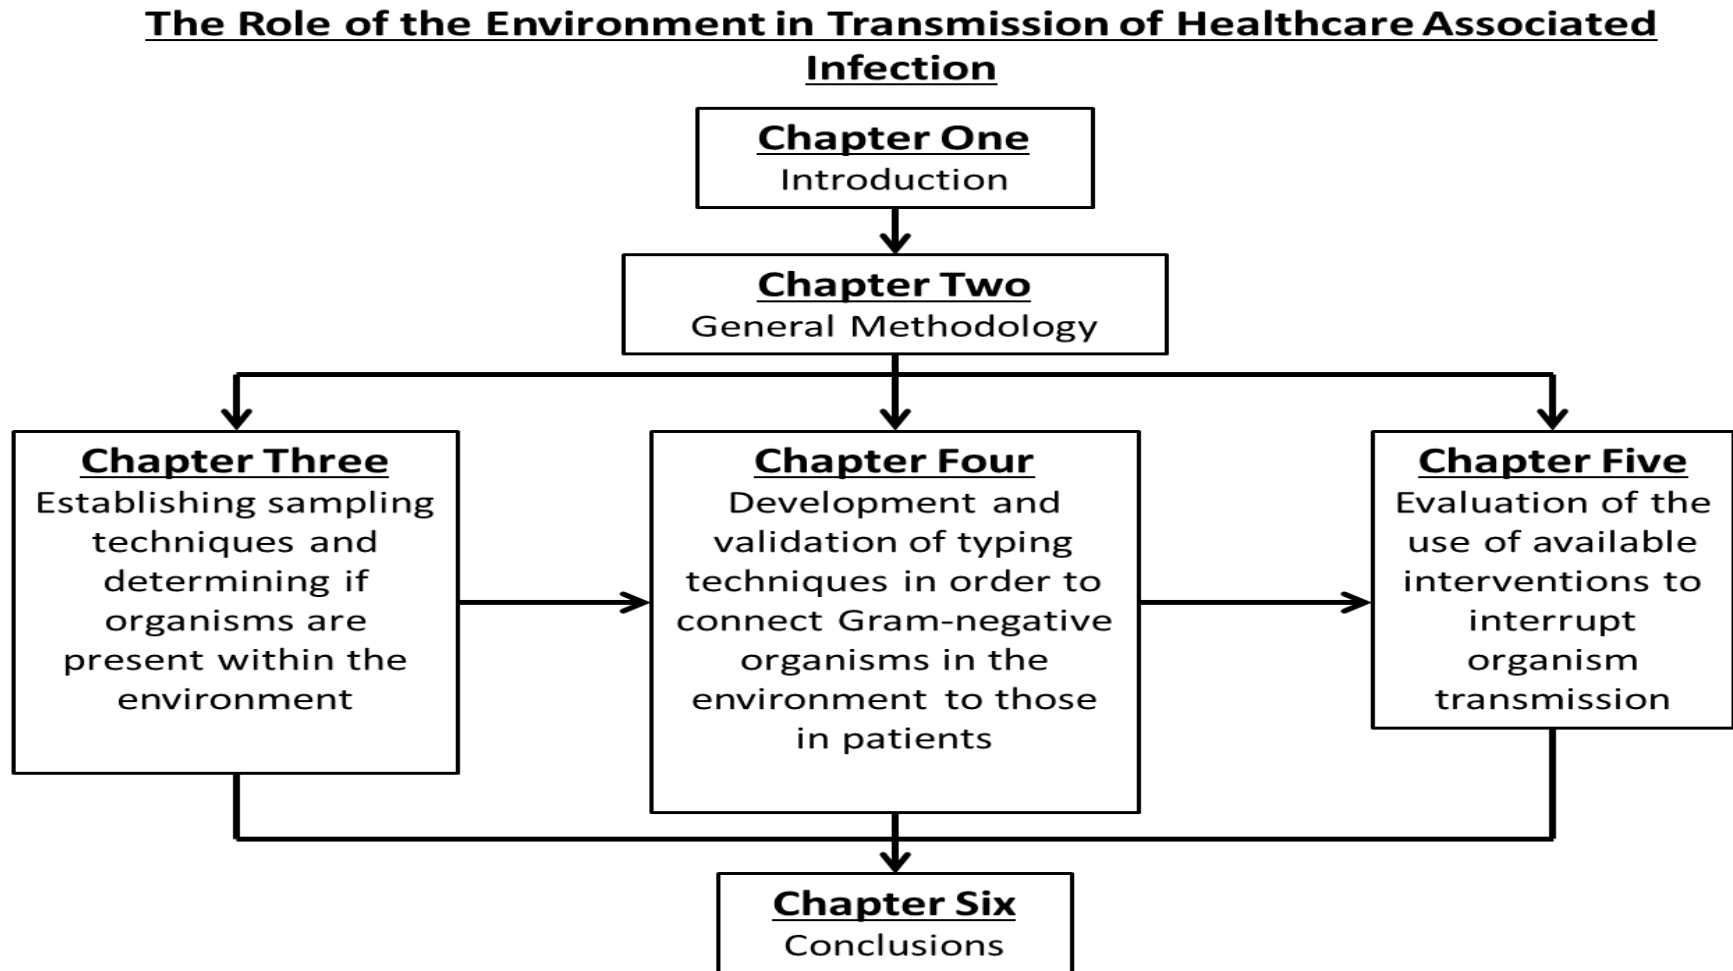 The Role of the Environment in Transmission of Healthcare Associated
Infection
Chapter One
Introduction
Chapter Two
General Methodology
Chapter Three
Establishing sampling
techniques and
determining if
organisms are
present within the
environment
Chapter Four
Development and
validation of typing
techniques in order to
connect Gram-negative
organisms in the
environment to those
in patients
Chapter Five
Evaluation of the
use of available
interventions to
interrupt
organism
transmission
Chapter Six
Conclusions